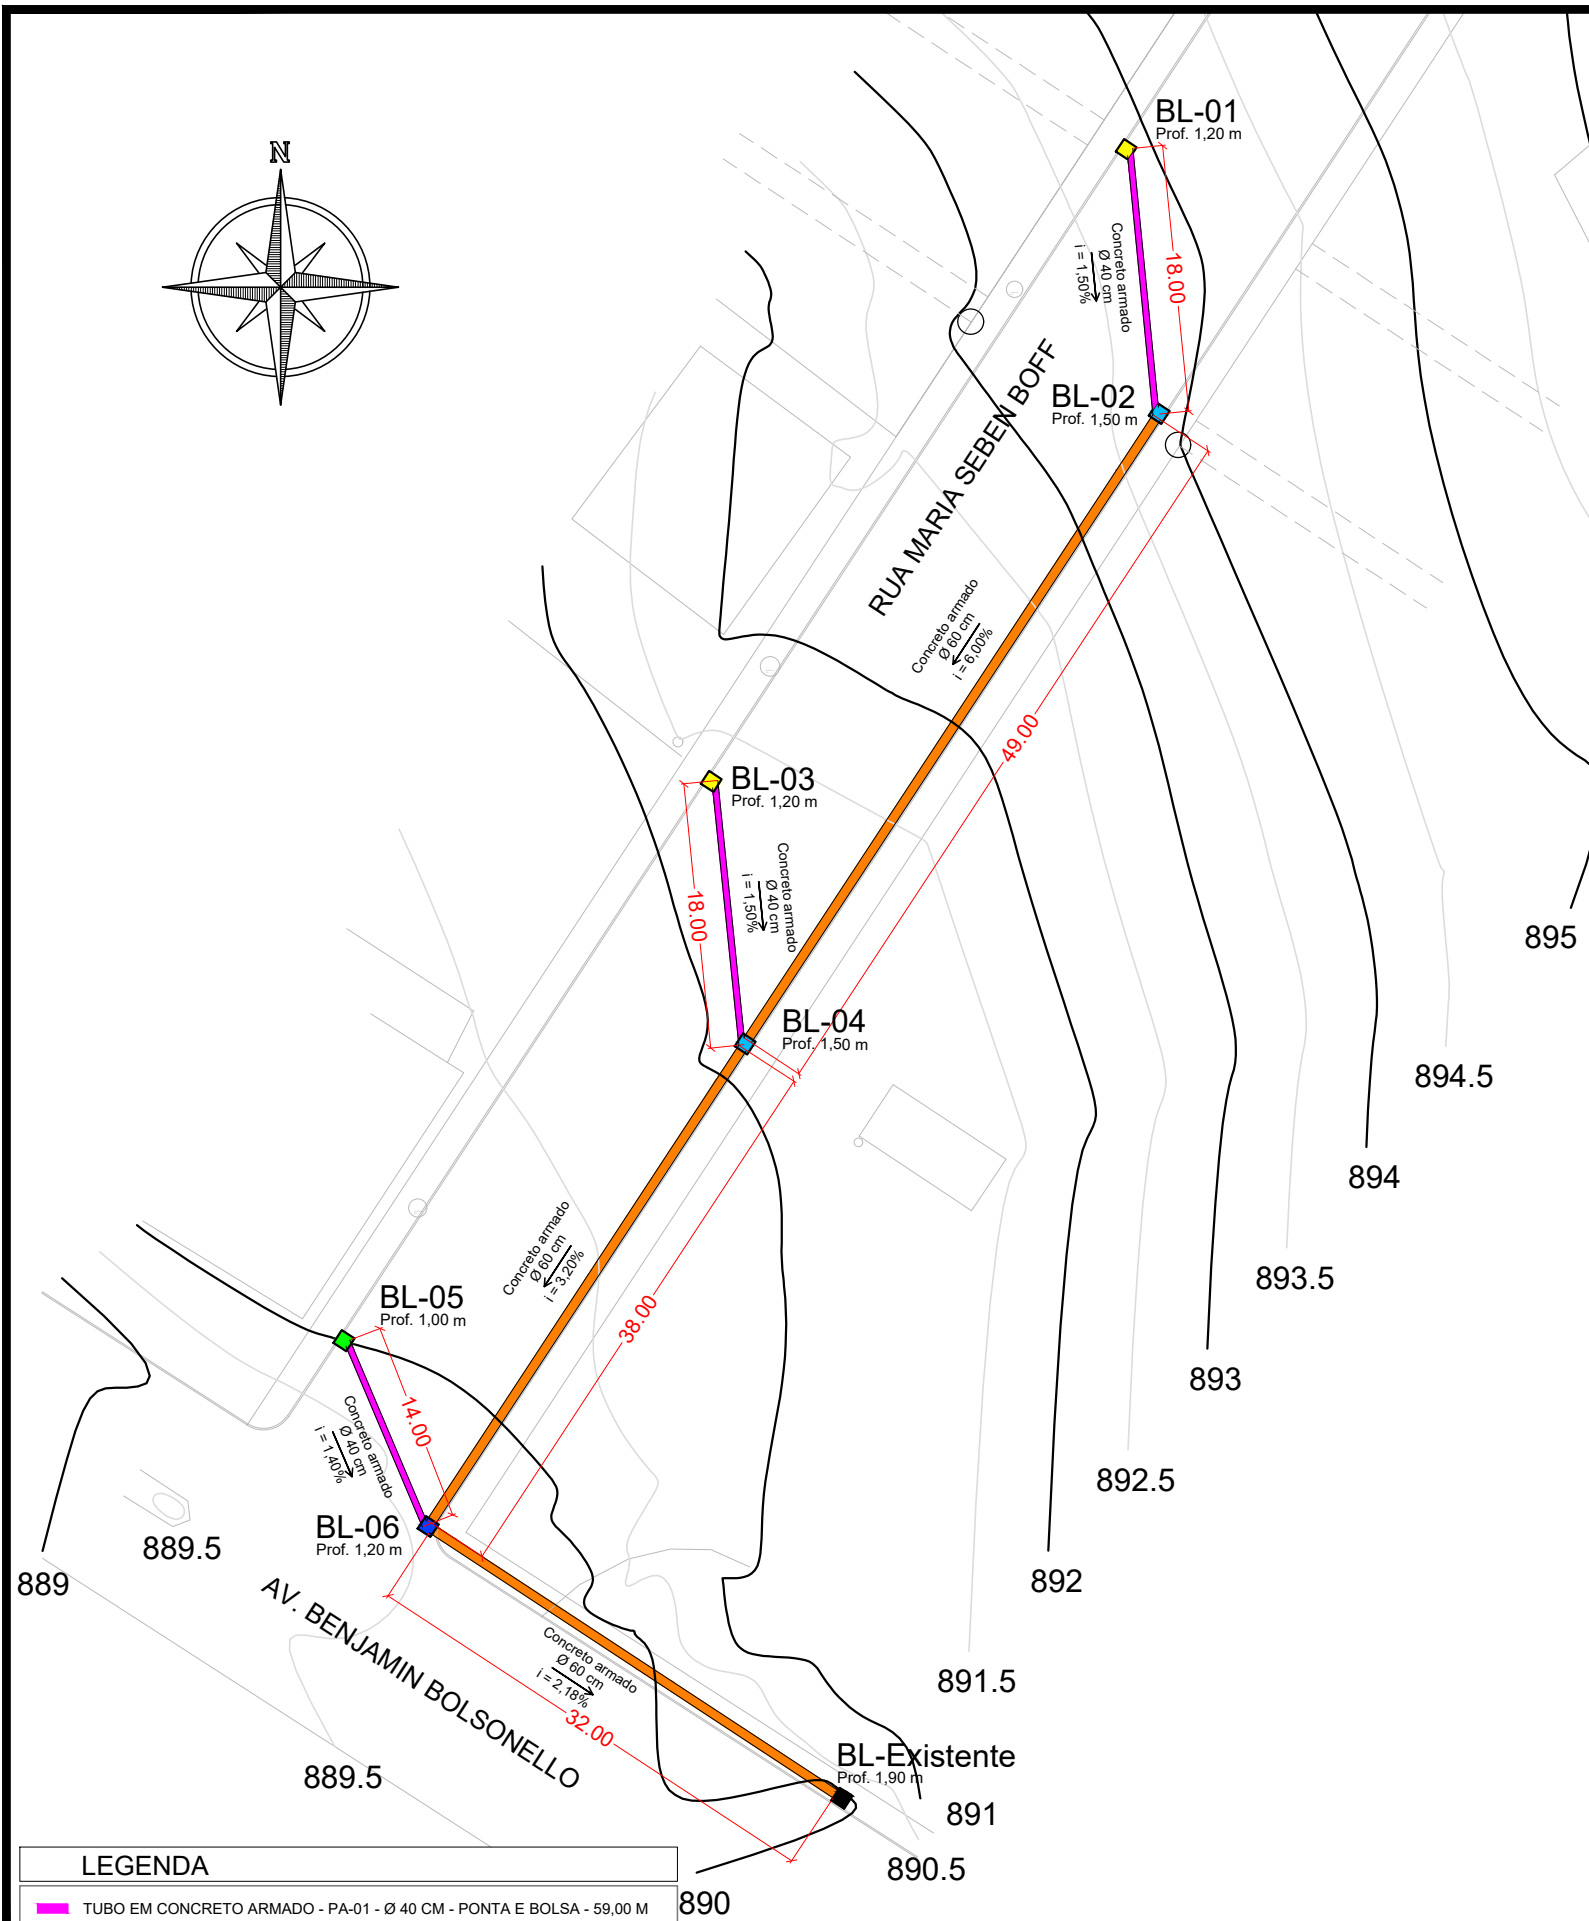 N
BL-01
Prof. 1,20 m
Concreto armado
Ø 40 cm
i = 1,50%
18.00
BL-02
Prof. 1,50 m
RUA MARIA SEBEN BOFF
Concreto armado
Ø 60 cm
i = 6,00%
49.00
BL-03
Prof. 1,20 m
Concreto armado
Ø 40 cm
i = 1,50%
18.00
895
BL-04
Prof. 1,50 m
894.5
894
Concreto armado
Ø 60 cm
i = 3,20%
893.5
BL-05
Prof. 1,00 m
38.00
893
14.00
Concreto armado
Ø 40 cm
i = 1,40%
892.5
BL-06
Prof. 1,20 m
889.5
889
892
AV. BENJAMIN BOLSONELLO
Concreto armado
Ø 60 cm
i = 2,18%
32.00
891.5
BL-Existente
Prof. 1,90 m
889.5
891
890.5
890
LEGENDA
TUBO EM CONCRETO ARMADO - PA-01 - Ø 40 CM - PONTA E BOLSA - 59,00 M